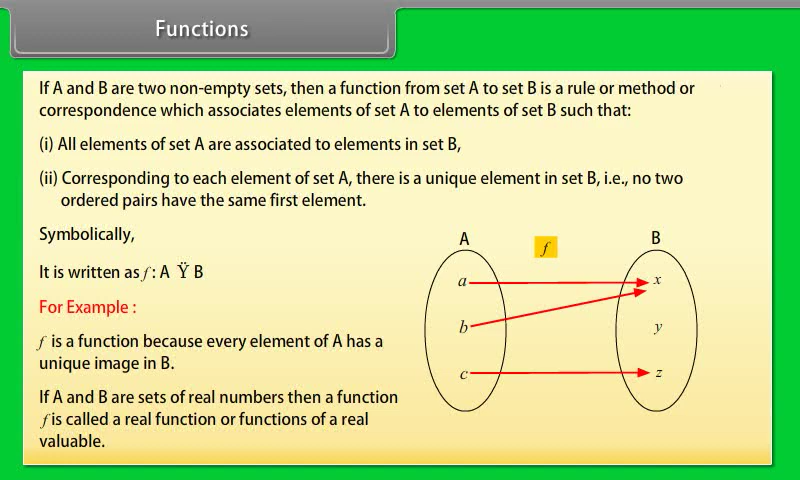 Functions
If A and B are two non-empty sets, then a function from set A to set B is a rule or method or
correspondence which associates elements of set A to elements of set B such that:
(i) All elements of set A are associated to elements in set B,
(ii) Corresponding to each element of set A, there is a unique element in set B, i.e., no two
ordered pairs have the same first element.
Symbolically,
It is written as f : A Ÿ B
For Example :
f is a function because every element of A has a
unique image in B.
If A and B are sets of real numbers then a function
f is called a real function or functions of a real
valuable.
A f B
a x
b y
c z